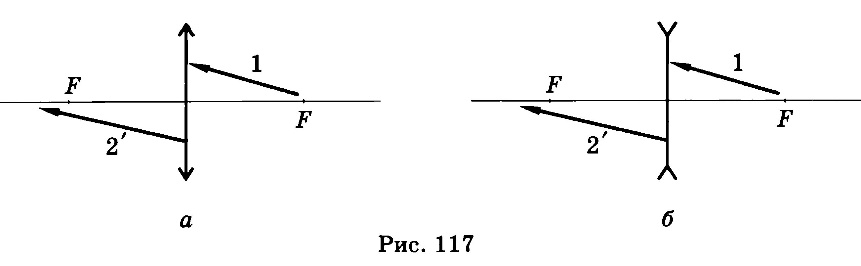 1 1
F F
F F
2′ 2′
а б
Рис. 117